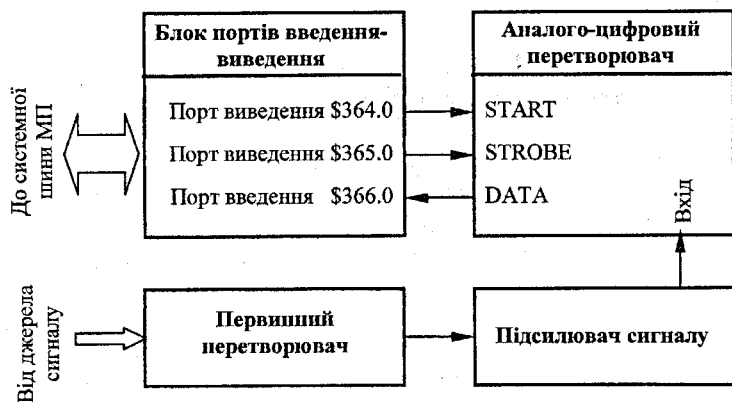 Блок портів введення-
виведення
Аналого-цифровий
перетворювач
До системної
шини МП
Порт виведення $364.0
START
Порт виведення $365.0
STROBE
Порт введення $366.0
DATA
Вхід
Від джерела
сигналу
Первинний
перетворювач
Підсилювач сигналу